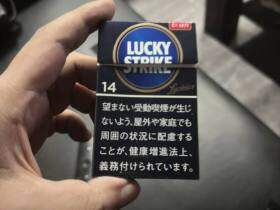 LUCKY
STRIKE
14
望まない受動喫煙が生じ
ないよう、屋外や家庭でも
周囲の状況に配慮する
ことが、健康増進法上、
義務付けられています。